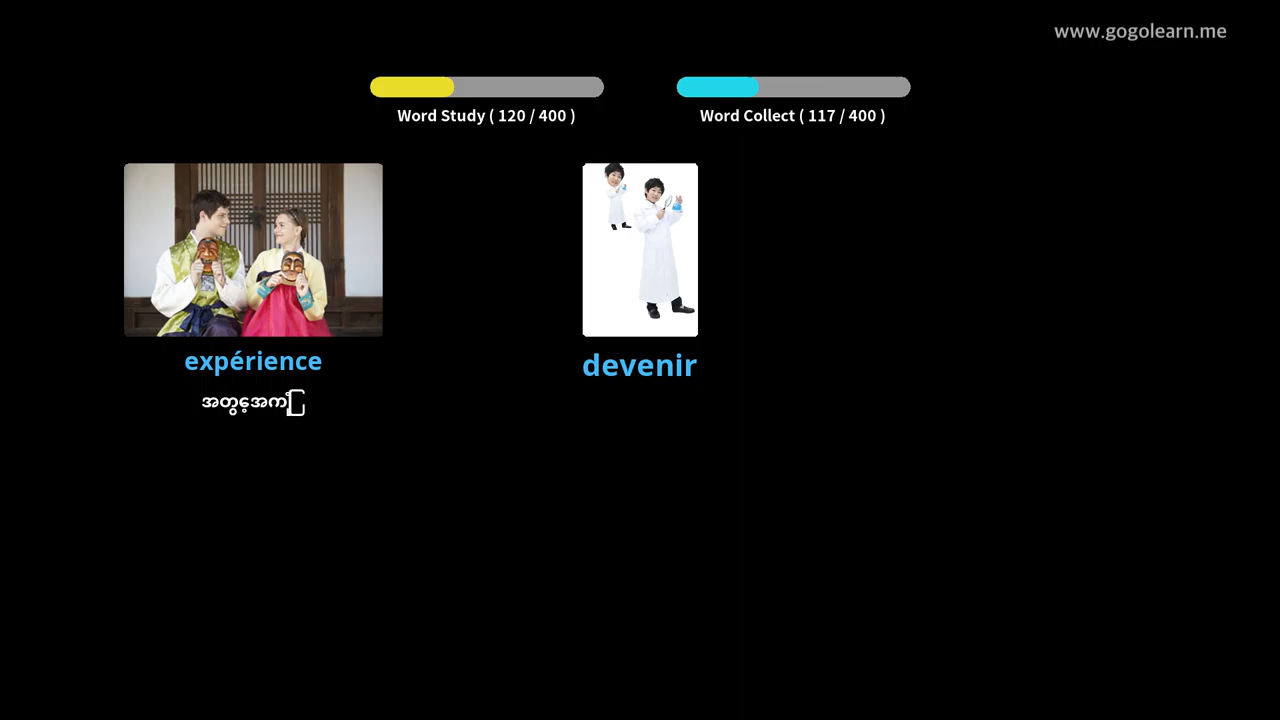 www.gogolearn.me
Word Study ( 120 / 400 )
Word Collect ( 117 / 400 )
expérience
အတွေ့အကြုံ
devenir